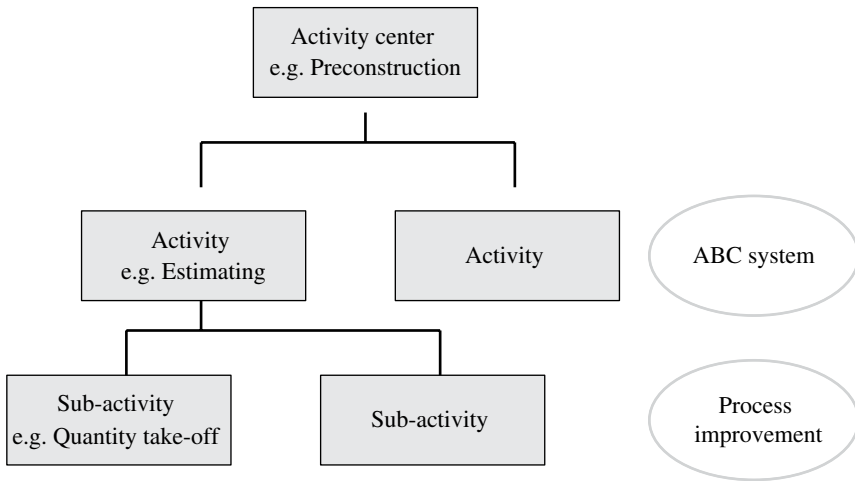 Activity center
e.g. Preconstruction
Activity
e.g. Estimating
Activity
ABC system
Sub-activity
e.g. Quantity take-off
Sub-activity
Process
improvement